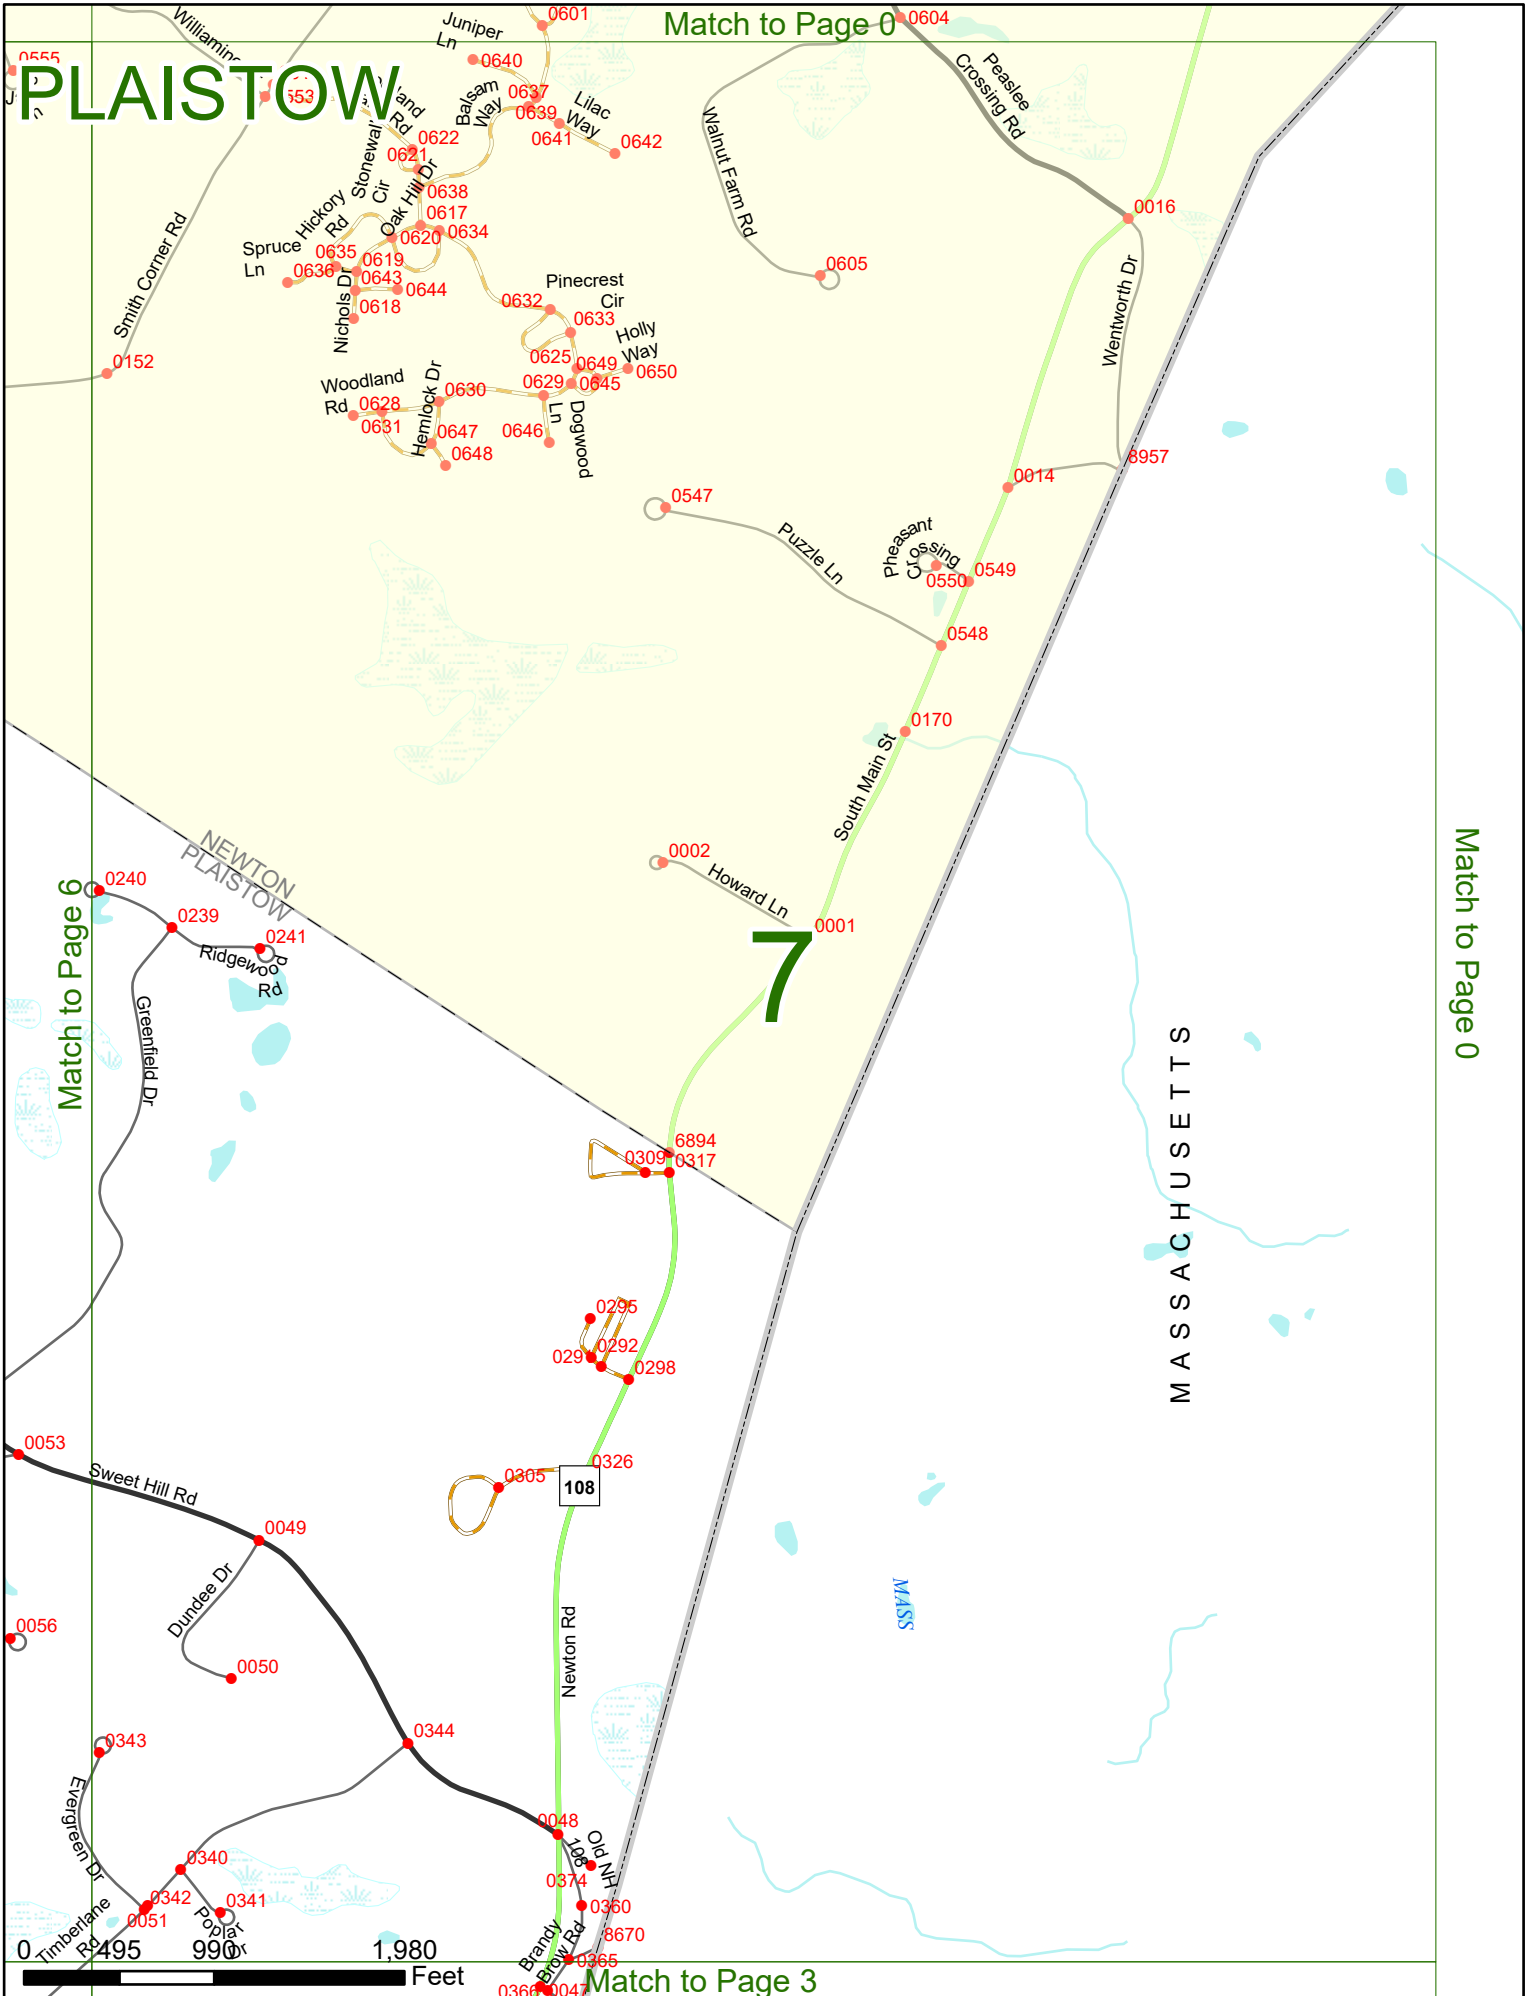 Match to Page 0
PLAISTOW
0601
0604
Juniper
Ln
0640
0555
0637
0639
Balsam
Way
Lilac
Way
0641
0642
Peaslee
Crossing Rd
Walnut Farm Rd
0622
0621
Stonewall
Cir
0638
Oak Hill Dr
0617
0634
0620
Hickory
Rd
Spruce
Ln
0635
0636
0619
0643
0644
0618
Nichols Dr
Smith Corner Rd
0152
0016
0605
Wentworth Dr
Pinecrest
Cir
0632
0633
Holly
Way
0625
0649
0650
0645
0629
Woodland
Rd
0628
0631
0630
Hemlock Dr
0647
0648
0646
Dogwood
Ln
8957
0014
0547
Puzzle Ln
Pheasant
Crossing
0549
0550
0548
0170
South Main St
0002
Howard Ln
0001
7
NEWTON
PLAISTOW
Match to Page 6
Match to Page 0
0240
0239
0241
Ridgewood
Rd
Greenfield Dr
MASSACHUSETTS
6894
0309
0317
0295
0292
0291
0298
0053
Sweet Hill Rd
0305
0326
108
0049
Dundee Dr
0056
0050
Newton Rd
MASS
0343
0344
Evergreen Dr
0048
Old NH
108
0374
0340
0342
0341
0051
Poplar
Dr
Timberlane
Rd
0360
8670
Brandy
Brow Rd
0365
0366
0047
0 495 990 1,980
Feet
Match to Page 3